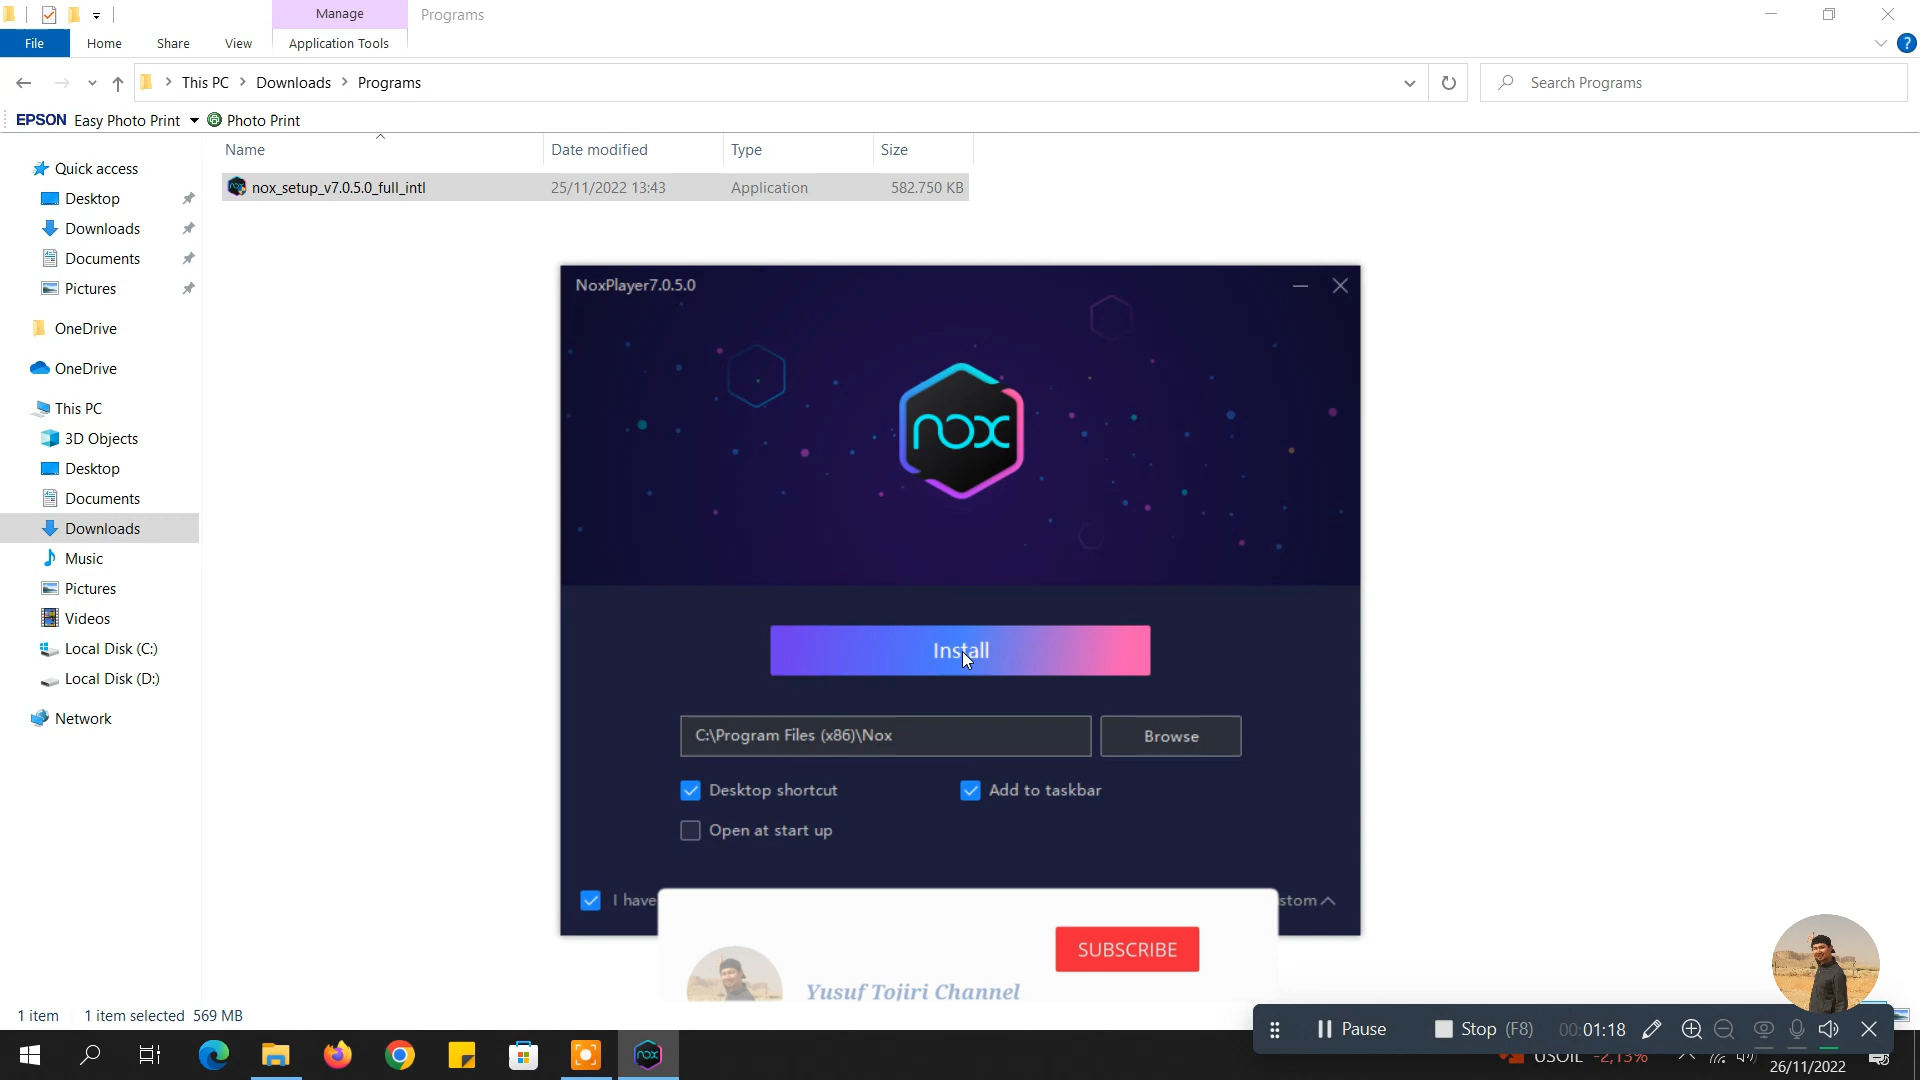 Manage
Programs
File
Home
Share
View
Application Tools
This PC
Downloads
Programs
Search Programs
EPSON Easy Photo Print
Photo Print
Name
Date modified
Type
Size
nox_setup_v7.0.5.0_full_intl
25/11/2022 13:43
Application
582.750 KB
Quick access
Desktop
Downloads
Documents
Pictures
OneDrive
OneDrive
This PC
3D Objects
Desktop
Documents
Downloads
Music
Pictures
Videos
Local Disk (C:)
Local Disk (D:)
Network
NoxPlayer7.0.5.0
nox
Install
C:\Program Files (x86)\Nox
Browse
Desktop shortcut
Add to taskbar
Open at start up
I have
stom
SUBSCRIBE
Yusuf Tojiri Channel
1 item
1 item selected 569 MB
Pause
Stop (F8)
00:01:18
USOIL -2,13%
26/11/2022
nox